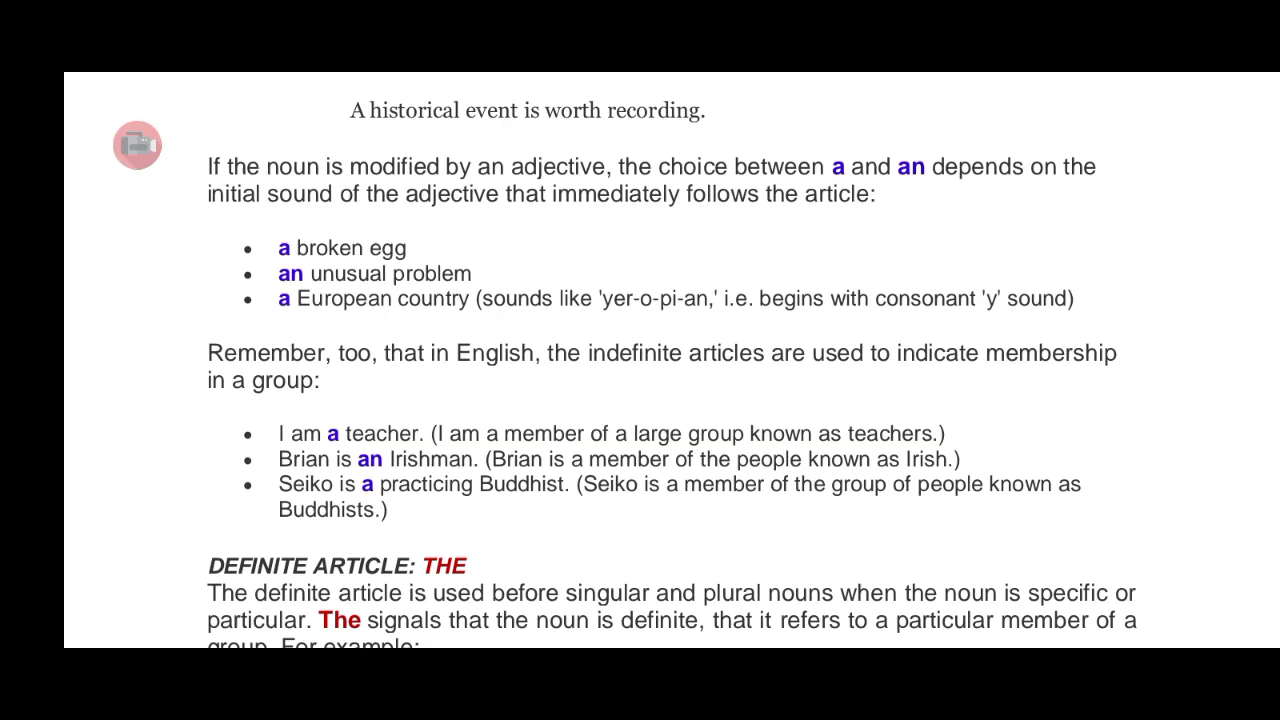 A historical event is worth recording.
If the noun is modified by an adjective, the choice between a and an depends on the
initial sound of the adjective that immediately follows the article:
• a broken egg
• an unusual problem
• a European country (sounds like 'yer-o-pi-an,' i.e. begins with consonant 'y' sound)
Remember, too, that in English, the indefinite articles are used to indicate membership
in a group:
• I am a teacher. (I am a member of a large group known as teachers.)
• Brian is an Irishman. (Brian is a member of the people known as Irish.)
• Seiko is a practicing Buddhist. (Seiko is a member of the group of people known as
Buddhists.)
DEFINITE ARTICLE: THE
The definite article is used before singular and plural nouns when the noun is specific or
particular. The signals that the noun is definite, that it refers to a particular member of a
group. For example: